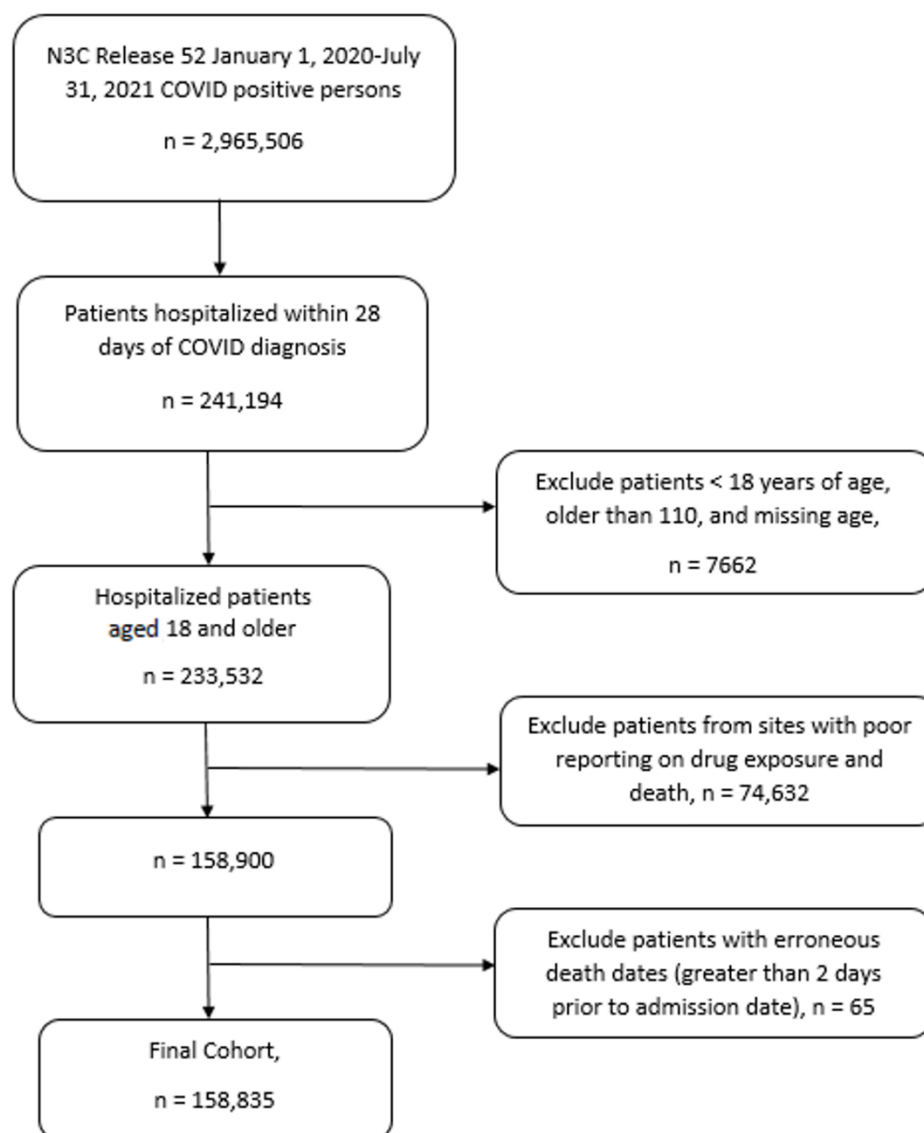 N3C Release 52 January 1, 2020-July
31, 2021 COVID positive persons
n = 2,965,506
Patients hospitalized within 28
days of COVID diagnosis
n = 241,194
Exclude patients < 18 years of age,
older than 110, and missing age,
n = 7662
Hospitalized patients
aged 18 and older
n = 233,532
Exclude patients from sites with poor
reporting on drug exposure and
death, n = 74,632
n = 158,900
Exclude patients with erroneous
death dates (greater than 2 days
prior to admission date), n = 65
Final Cohort,
n = 158,835